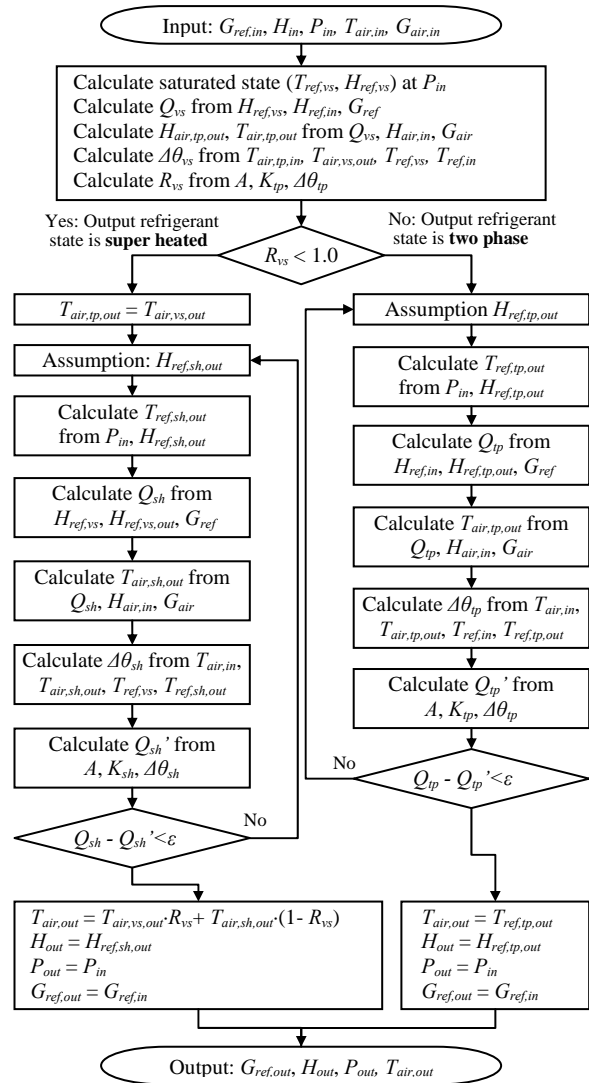 Input: G_ref,in, H_in, P_in, T_air,in, G_air,in
Calculate saturated state (T_ref,vs, H_ref,vs) at P_in
Calculate Q_vs from H_ref,vs, H_ref,in, G_ref
Calculate H_air,tp,out, T_air,tp,out from Q_vs, H_air,in, G_air
Calculate Δθ_vs from T_air,tp,in, T_air,vs,out, T_ref,vs, T_ref,in
Calculate R_vs from A, K_tp, Δθ_tp
Yes: Output refrigerant
state is super heated
No: Output refrigerant
state is two phase
R_vs < 1.0
T_air,tp,out = T_air,vs,out
Assumption: H_ref,sh,out
Calculate T_ref,sh,out
from P_in, H_ref,sh,out
Calculate Q_sh from
H_ref,vs, H_ref,vs,out, G_ref
Calculate T_air,sh,out from
Q_sh, H_air,in, G_air
Calculate Δθ_sh from T_air,in,
T_air,sh,out, T_ref,vs, T_ref,sh,out
Calculate Q_sh’ from
A, K_sh, Δθ_sh
No
Q_sh - Q_sh’<ε
T_air,out = T_air,vs,out·R_vs+ T_air,sh,out·(1- R_vs)
H_out = H_ref,sh,out
P_out = P_in
G_ref,out = G_ref,in
Assumption H_ref,tp,out
Calculate T_ref,tp,out
from P_in, H_ref,tp,out
Calculate Q_tp from
H_ref,in, H_ref,tp,out, G_ref
Calculate T_air,tp,out from
Q_tp, H_air,in, G_air
Calculate Δθ_tp from T_air,in,
T_air,tp,out, T_ref,in, T_ref,tp,out
Calculate Q_tp’ from
A, K_tp, Δθ_tp
No
Q_tp - Q_tp’<ε
T_air,out = T_ref,tp,out
H_out = H_ref,tp,out
P_out = P_in
G_ref,out = G_ref,in
Output: G_ref,out, H_out, P_out, T_air,out